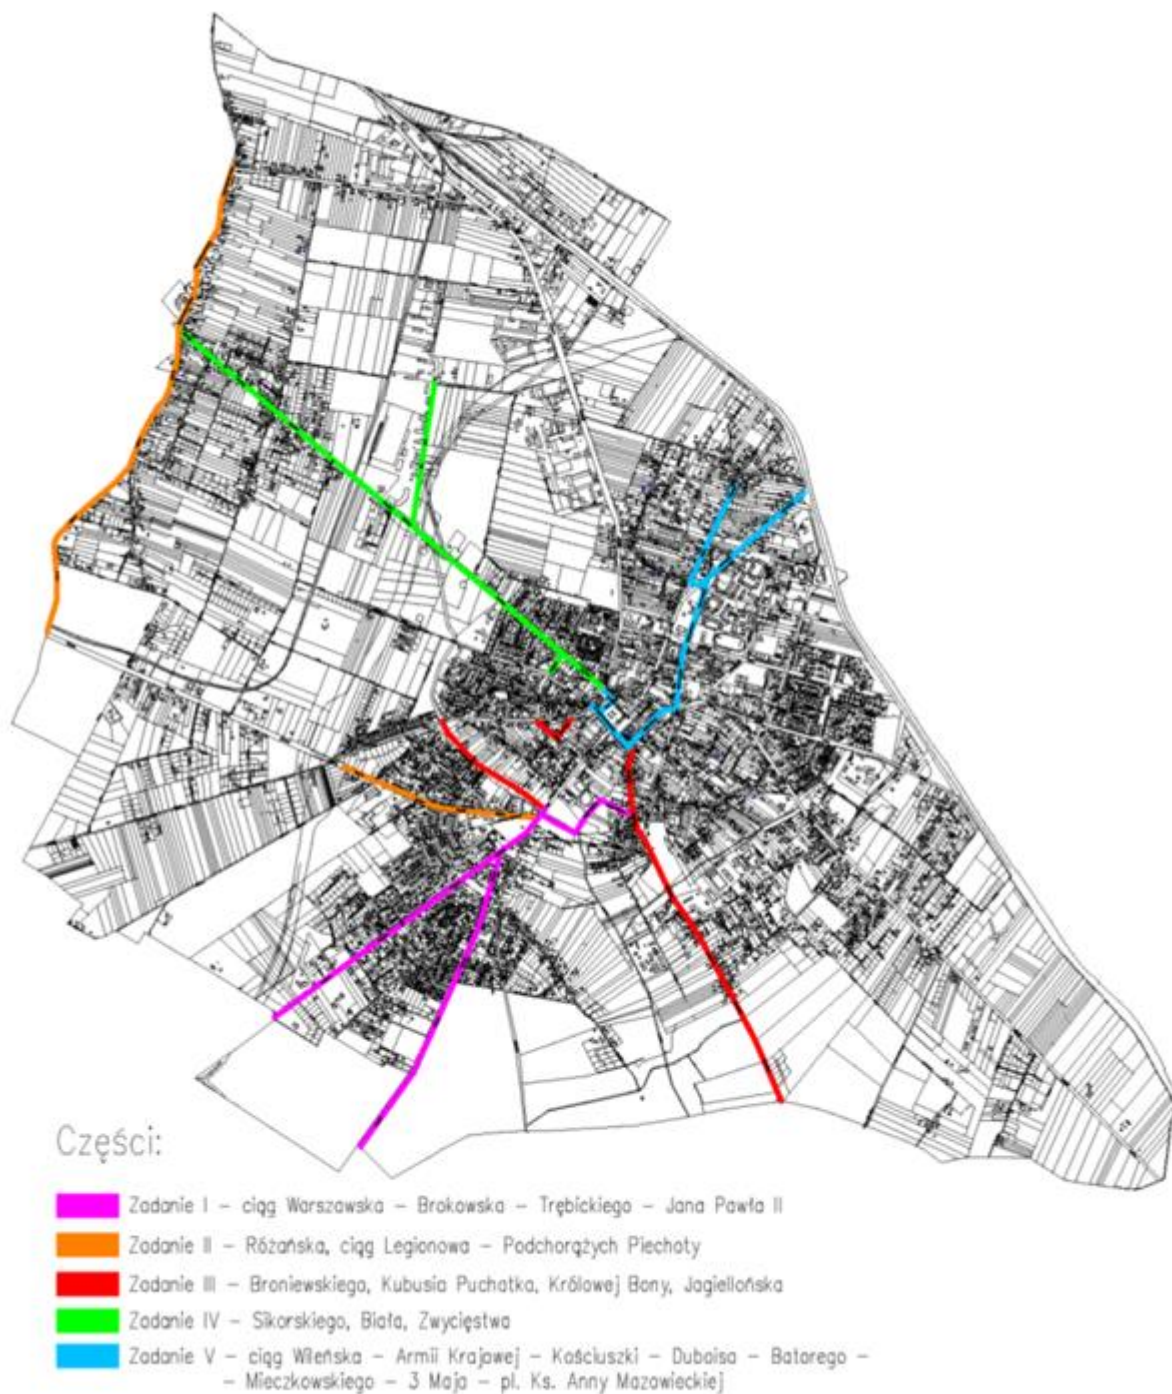 Części:
Zadanie I – ciąg Warszawska – Brokowska – Trębickiego – Jana Pawła II
Zadanie II – Różańska, ciąg Legionowa – Podchorążych Piechoty
Zadanie III – Broniewskiego, Kubusia Puchatka, Królowej Bony, Jagiellońska
Zadanie IV – Sikorskiego, Biała, Zwycięstwa
Zadanie V – ciąg Wileńska – Armii Krajowej – Kościuszki – Duboisa – Batorego –
– Mieczkowskiego – 3 Maja – pl. Ks. Anny Mazowieckiej